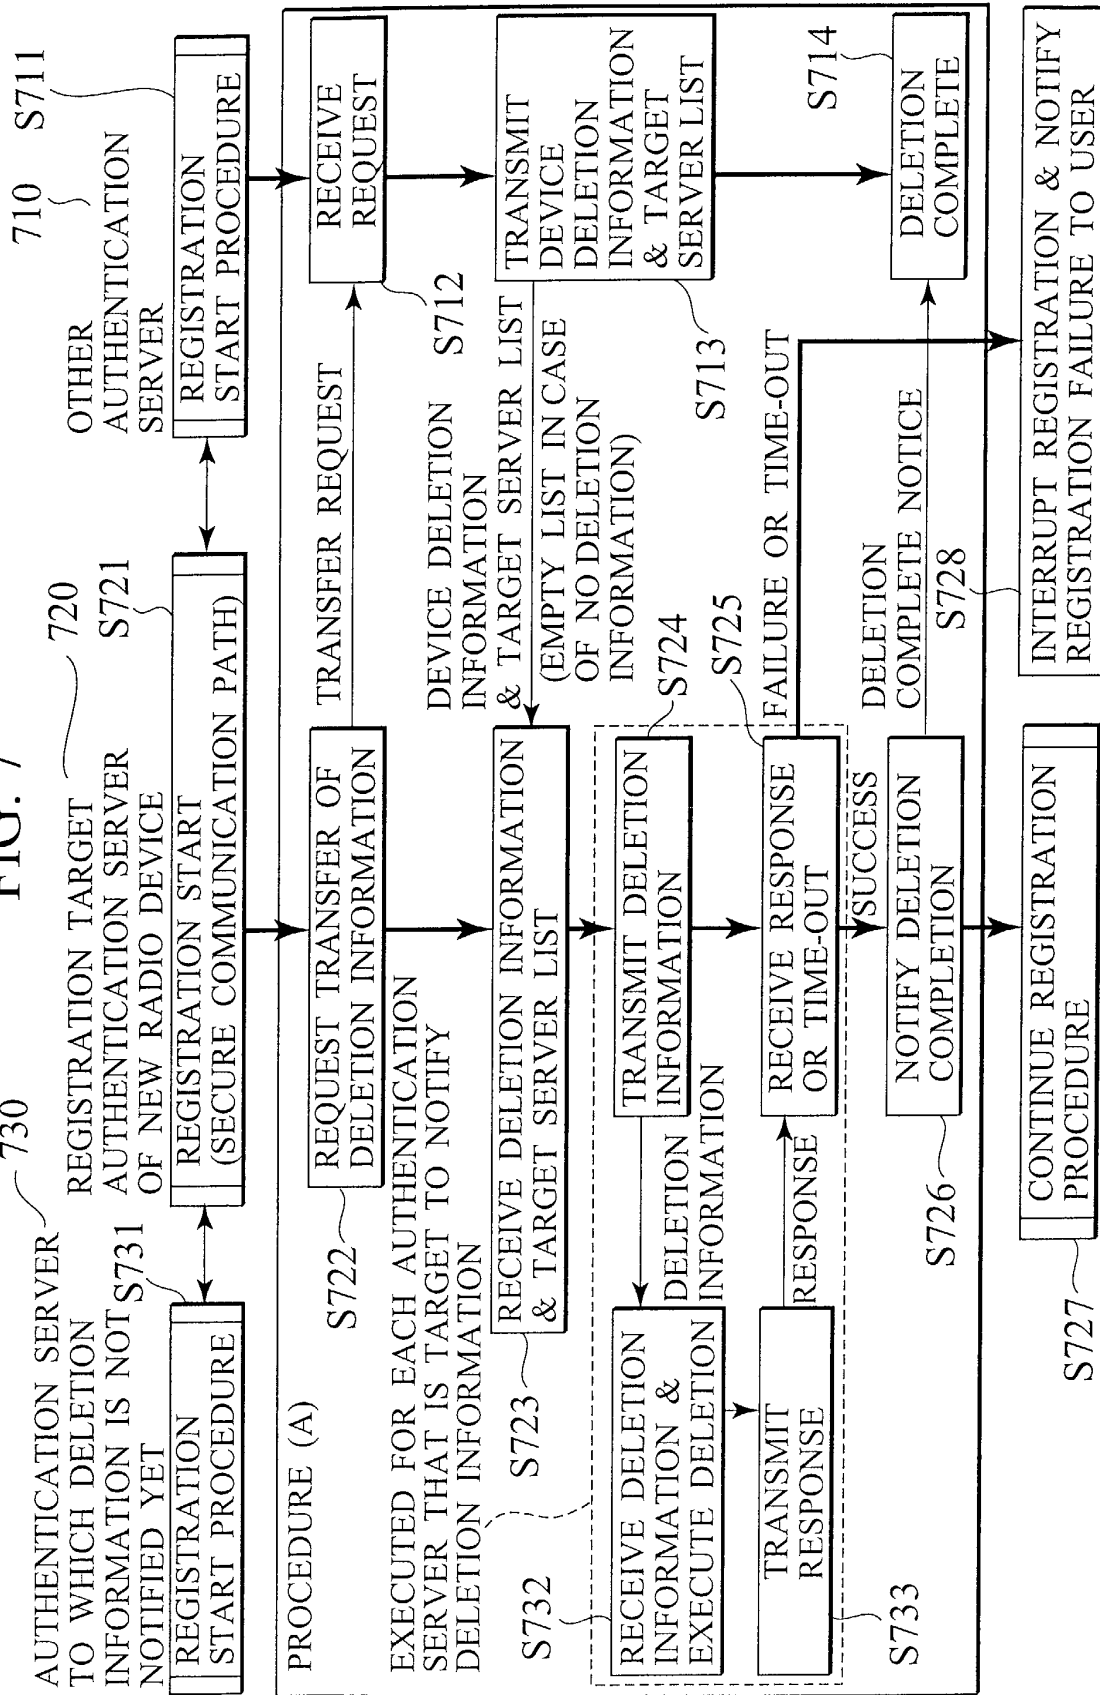 FIG. 7
730
AUTHENTICATION SERVER
TO WHICH DELETION
INFORMATION IS NOT
NOTIFIED YET
S731
REGISTRATION
START PROCEDURE
720
REGISTRATION TARGET
AUTHENTICATION SERVER
OF NEW RADIO DEVICE
S721
REGISTRATION START
(SECURE COMMUNICATION PATH)
710
OTHER
AUTHENTICATION
SERVER
S711
REGISTRATION
START PROCEDURE
PROCEDURE (A)
S722
REQUEST TRANSFER OF
DELETION INFORMATION
TRANSFER REQUEST
RECEIVE
REQUEST
S712
EXECUTED FOR EACH AUTHENTICATION
SERVER THAT IS TARGET TO NOTIFY
DELETION INFORMATION
S723
RECEIVE DELETION INFORMATION
& TARGET SERVER LIST
DEVICE DELETION
INFORMATION
& TARGET SERVER LIST
(EMPTY LIST IN CASE
OF NO DELETION
INFORMATION)
TRANSMIT
DEVICE
DELETION
INFORMATION
& TARGET
SERVER LIST
S713
S732
RECEIVE DELETION
INFORMATION &
EXECUTE DELETION
DELETION
INFORMATION
TRANSMIT DELETION
INFORMATION
S724
TRANSMIT
RESPONSE
S733
RESPONSE
RECEIVE RESPONSE
OR TIME-OUT
S725
FAILURE OR TIME-OUT
SUCCESS
S726
NOTIFY DELETION
COMPLETION
DELETION
COMPLETE NOTICE
DELETION
COMPLETE
S714
S727
CONTINUE REGISTRATION
PROCEDURE
S728
INTERRUPT REGISTRATION & NOTIFY
REGISTRATION FAILURE TO USER